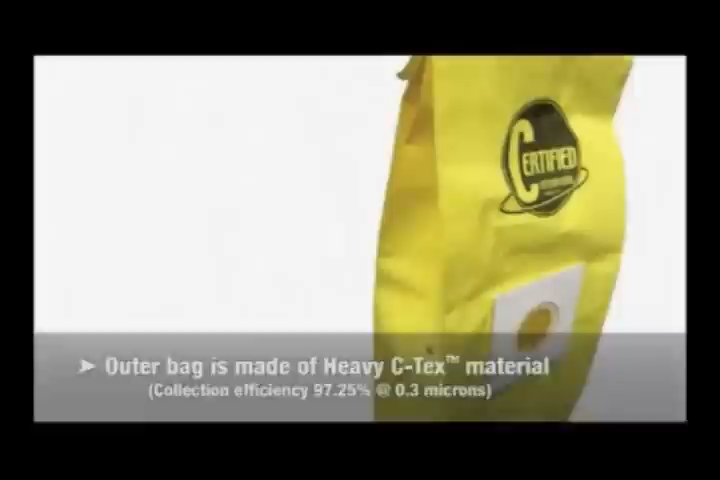 CERTIFIED
➤ Outer bag is made of Heavy C-Tex™ material
(Collection efficiency 97.25% @ 0.3 microns)